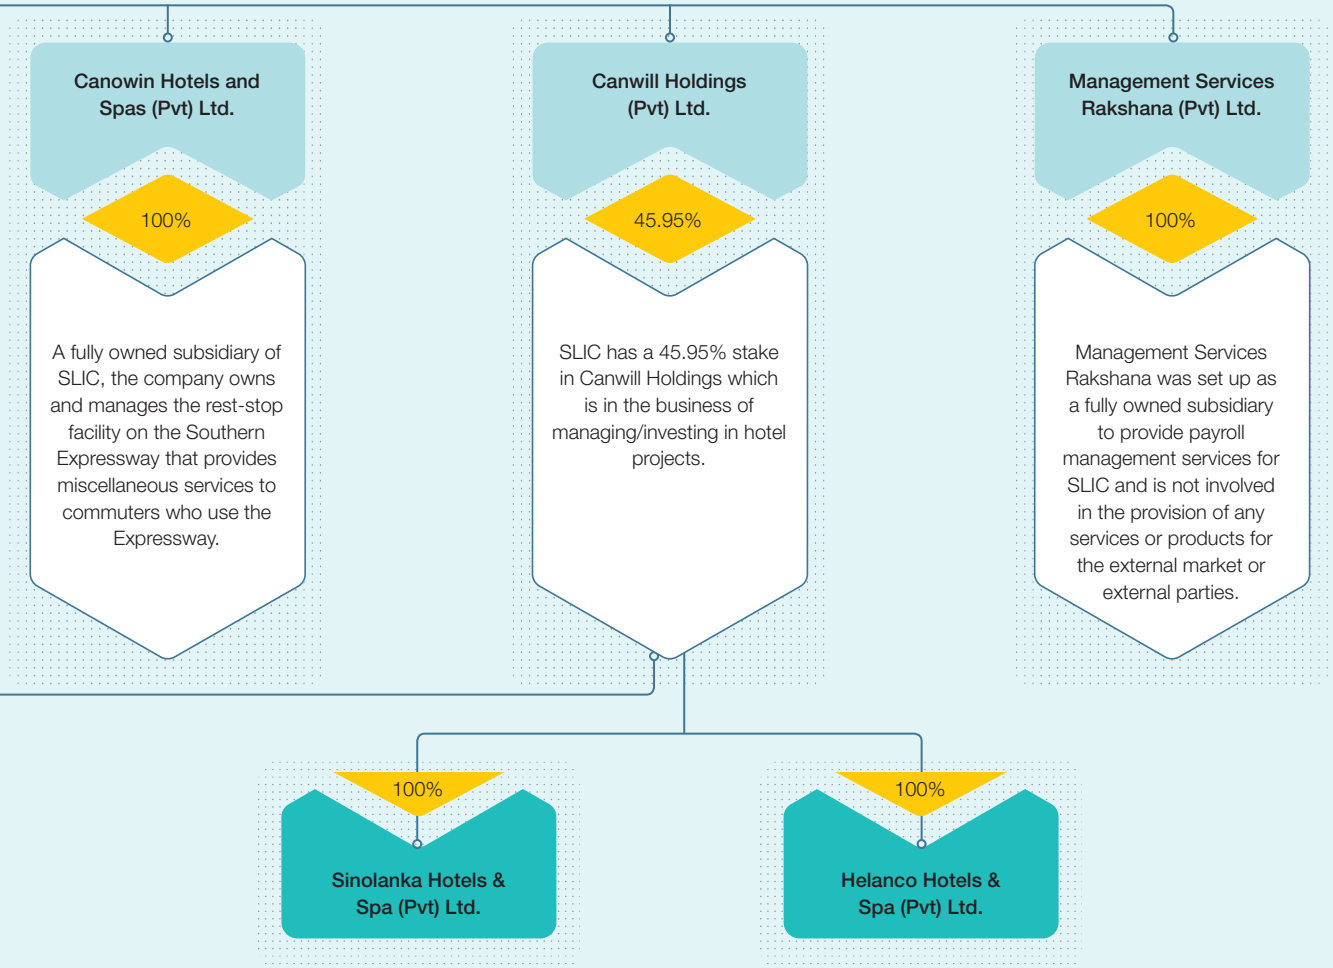 Canowin Hotels and
Spas (Pvt) Ltd.
100%
A fully owned subsidiary of
SLIC, the company owns
and manages the rest-stop
facility on the Southern
Expressway that provides
miscellaneous services to
commuters who use the
Expressway.
Canwill Holdings
(Pvt) Ltd.
45.95%
SLIC has a 45.95% stake
in Canwill Holdings which
is in the business of
managing/investing in hotel
projects.
Management Services
Rakshana (Pvt) Ltd.
100%
Management Services
Rakshana was set up as
a fully owned subsidiary
to provide payroll
management services for
SLIC and is not involved
in the provision of any
services or products for
the external market or
external parties.
100%
Sinolanka Hotels &
Spa (Pvt) Ltd.
100%
Helanco Hotels &
Spa (Pvt) Ltd.